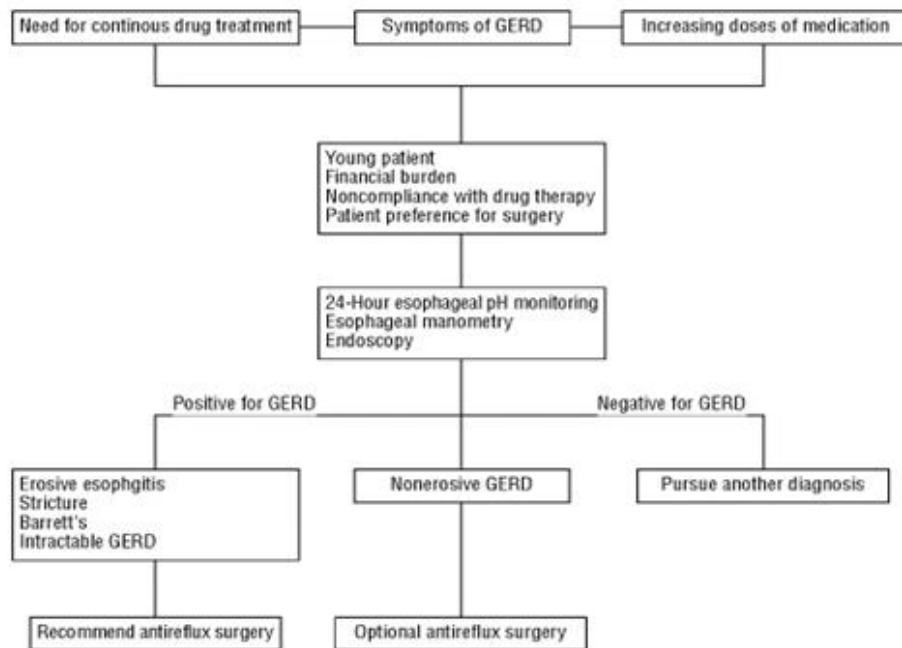 Need for continous drug treatment
Symptoms of GERD
Increasing doses of medication
Young patient
Financial burden
Noncompliance with drug therapy
Patient preference for surgery
24-Hour esophageal pH monitoring
Esophageal manometry
Endoscopy
Positive for GERD
Negative for GERD
Erosive esophgitis
Stricture
Barrett's
Intractable GERD
Nonerosive GERD
Pursue another diagnosis
Recommend antireflux surgery
Optional antireflux surgery